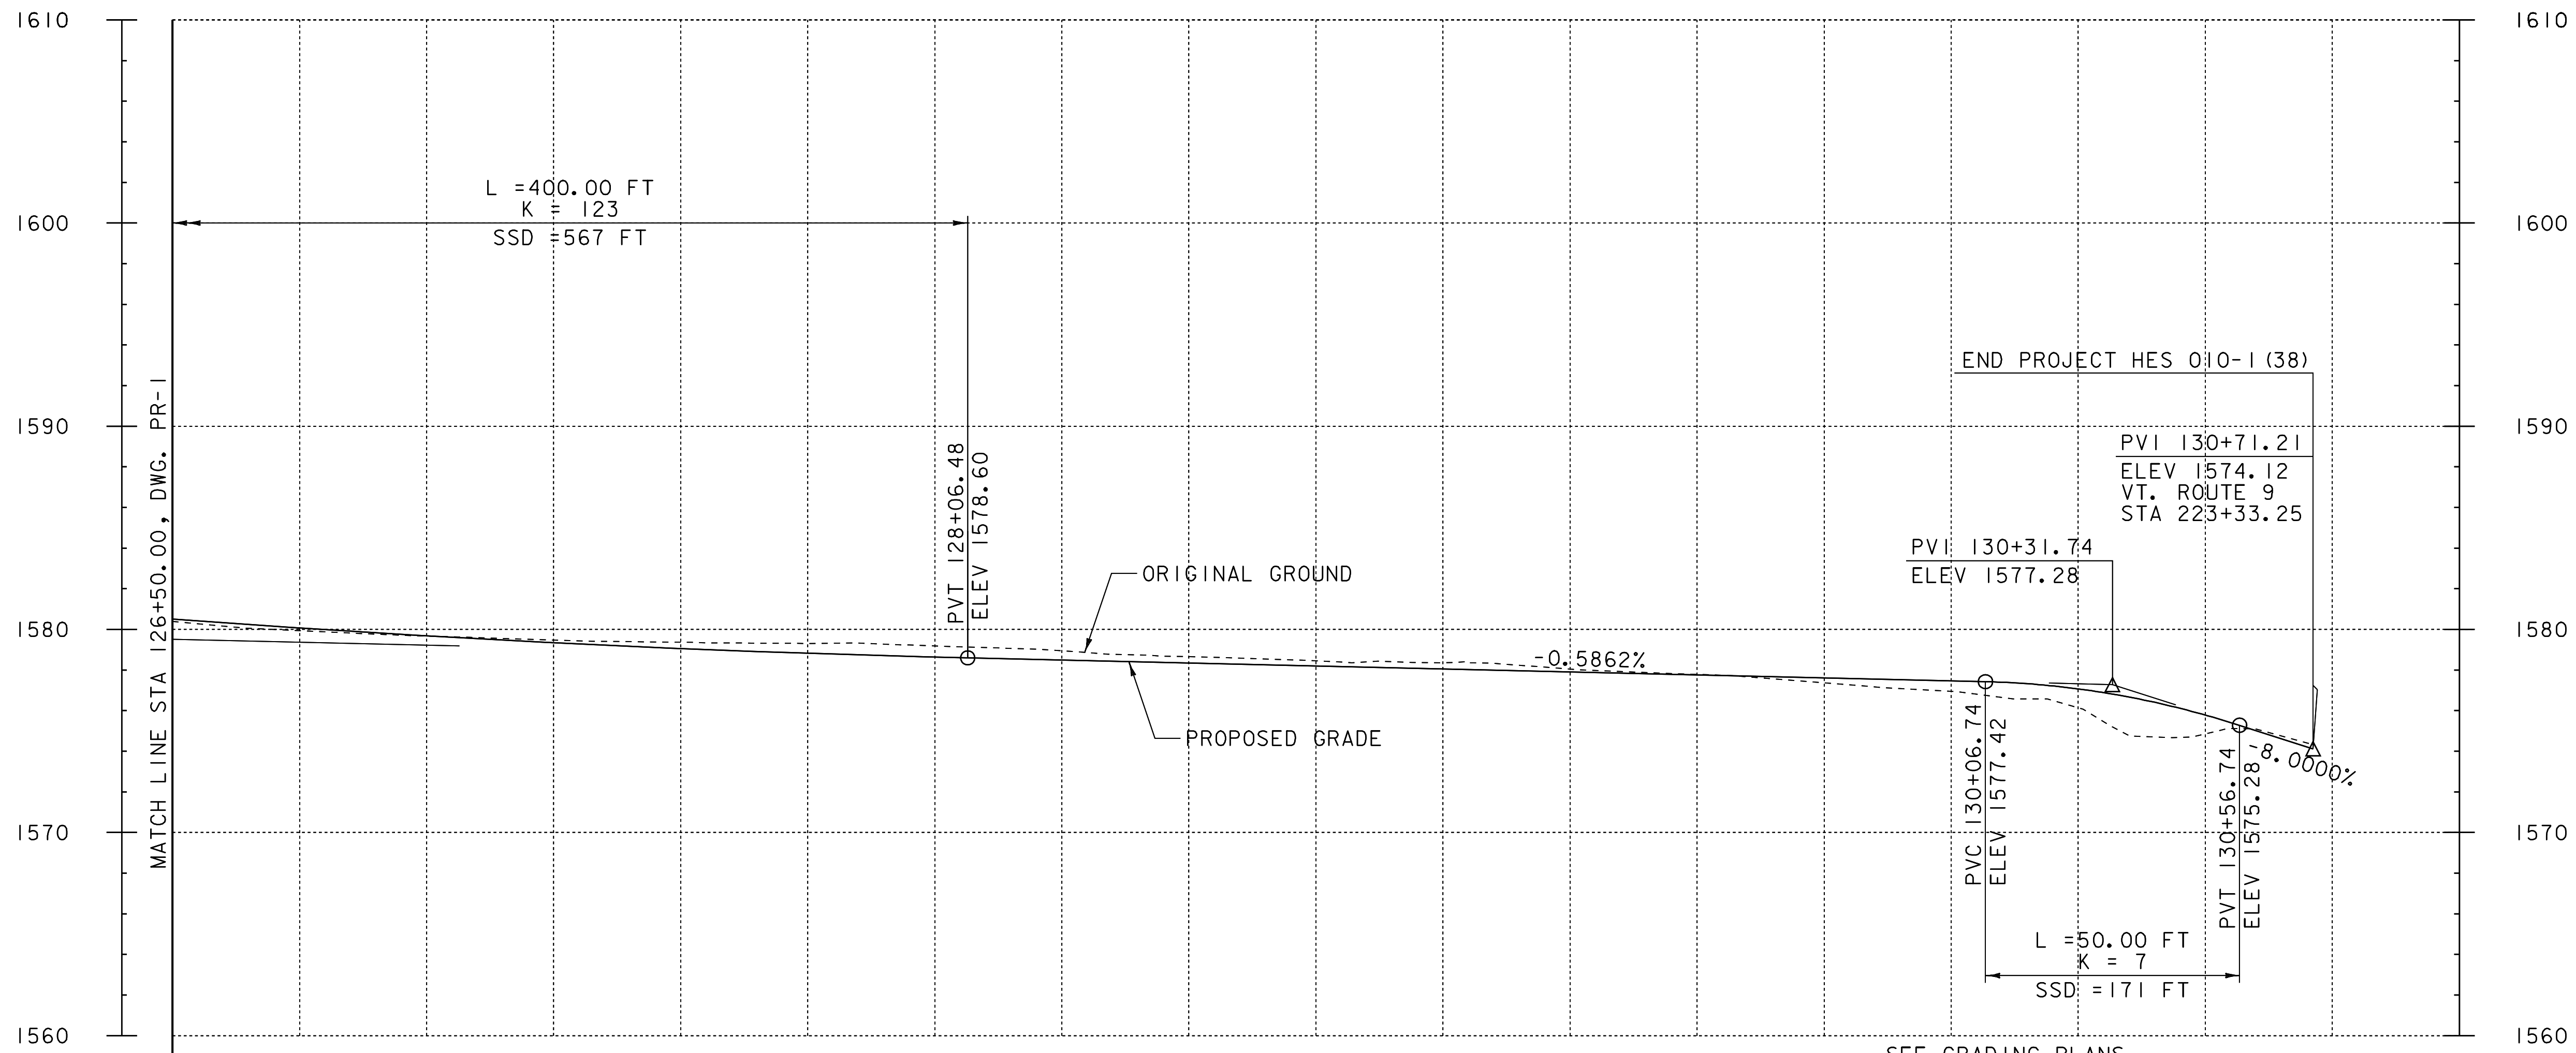 1610
1610
L =400.00 FT
K = 123
1600
1600
SSD =567 FT
END PROJECT HES 010-1(38)
1590
1590
MATCH LINE STA 126+50.00, DWG. PR-1
PVT 128+06.48
ELEV 1578.60
PVI 130+71.21
ELEV 1574.12
VT. ROUTE 9
STA 223+33.25
PVI 130+31.74
ELEV 1577.28
ORIGINAL GROUND
1580
1580
-0.5862%
PROPOSED GRADE
PVC 130+06.74
ELEV 1577.42
PVT 130+56.74
ELEV 1575.28
-8.0000%
1570
1570
L =50.00 FT
K = 7
SSD =171 FT
1560
1560
SEE GRADING PLANS